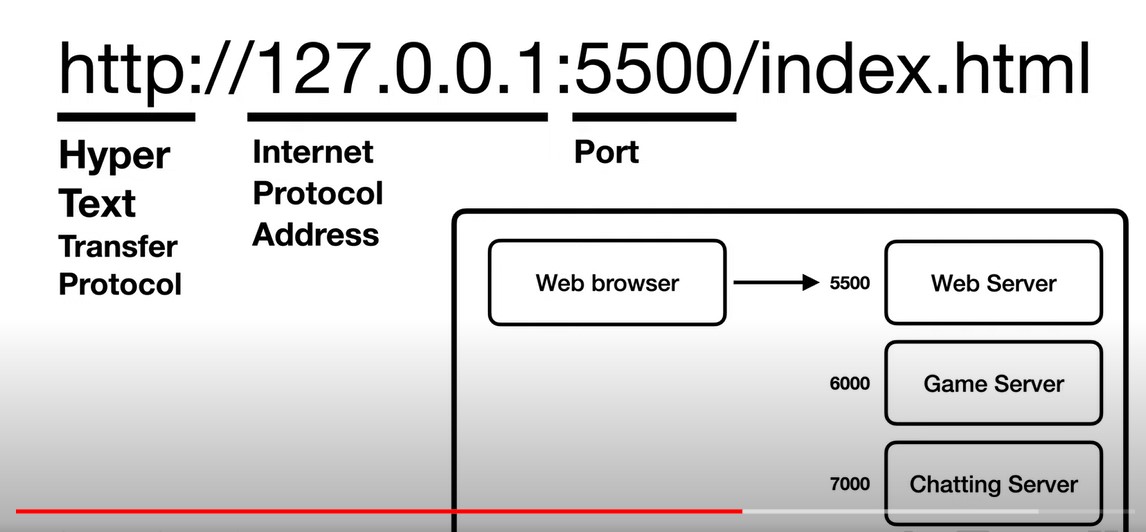 http://127.0.0.1:5500/index.html
Hyper
Text
Transfer
Protocol
Internet
Protocol
Address
Port
Web browser
5500
Web Server
6000
Game Server
7000
Chatting Server